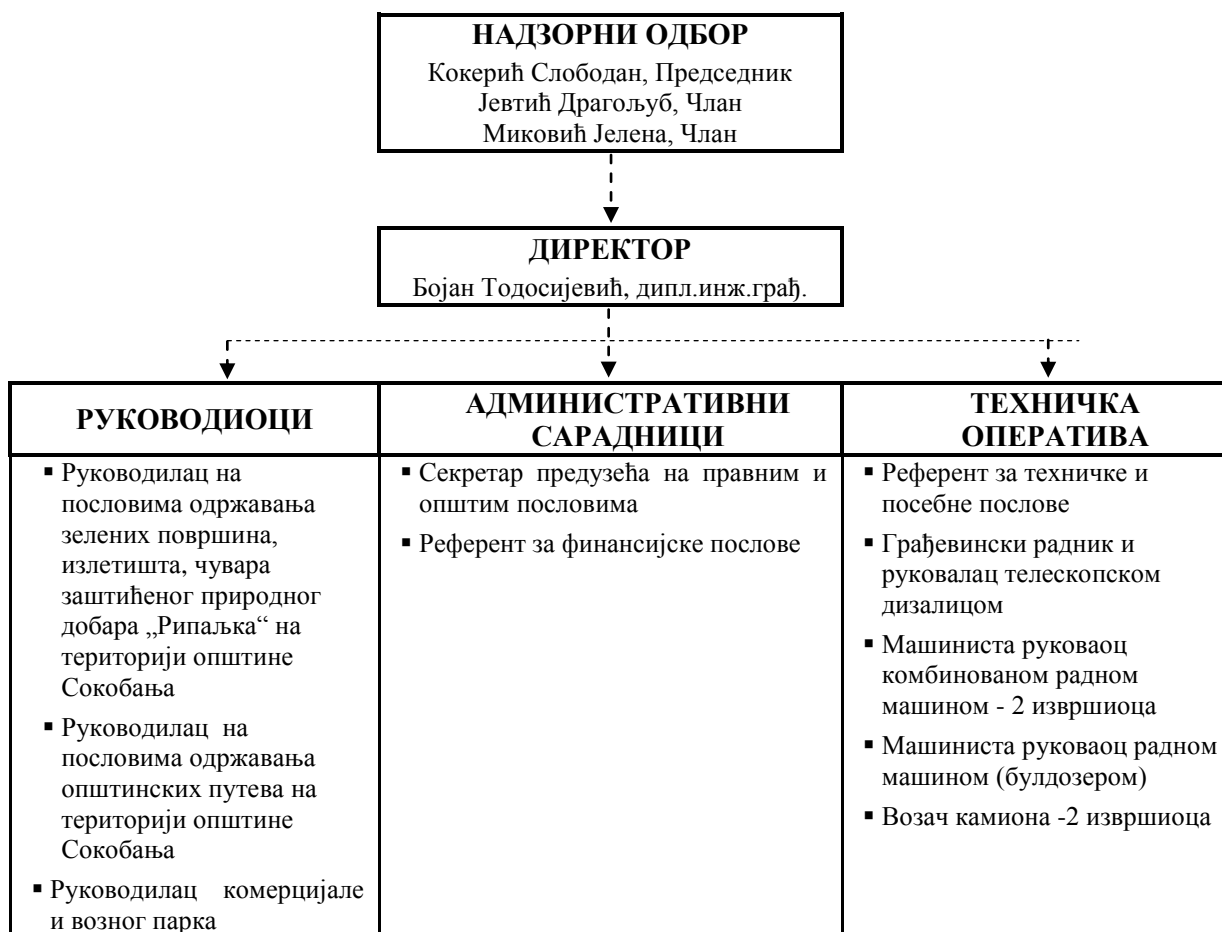 НАДЗОРНИ ОДБОР
Кокерић Слободан, Председник
Јевтић Драгољуб, Члан
Миковић Јелена, Члан
ДИРЕКТОР
Бојан Тодосијевић, дипл.инж.грађ.
РУКОВОДИОЦИ
▪ Руководилац на
пословима одржавања
зелених површина,
излетишта, чувара
заштићеног природног
добара „Рипаљка“ на
територији општине
Сокобања
▪ Руководилац на
пословима одржавања
општинских путева на
територији општине
Сокобања
▪ Руководилац комерцијале
и возног парка
АДМИНИСТРАТИВНИ
САРАДНИЦИ
▪ Секретар предузећа на правним и
општим пословима
▪ Референт за финансијске послове
ТЕХНИЧКА
ОПЕРАТИВА
▪ Референт за техничке и
посебне послове
▪ Грађевински радник и
руковалац телескопском
дизалицом
▪ Машиниста руковаоц
комбинованом радном
машином - 2 извршиоца
▪ Машиниста руковаоц радном
машином (булдозером)
▪ Возач камиона -2 извршиоца